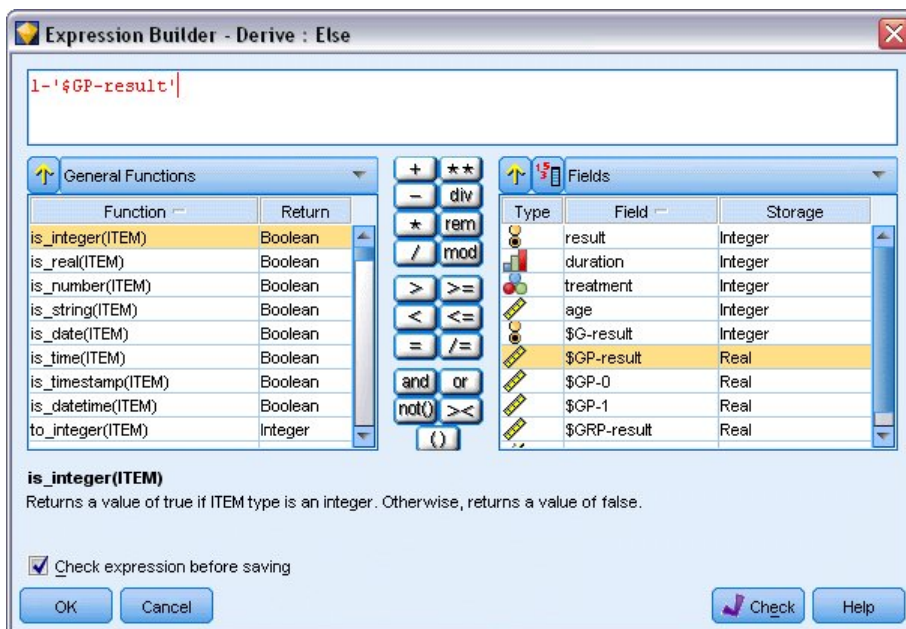 Expression Builder - Derive : Else
1-'$GP-result'
General Functions
Fields
Function Return
is_integer(ITEM) Boolean
is_real(ITEM) Boolean
is_number(ITEM) Boolean
is_string(ITEM) Boolean
is_date(ITEM) Boolean
is_time(ITEM) Boolean
is_timestamp(ITEM) Boolean
is_datetime(ITEM) Boolean
to_integer(ITEM) Integer
+ **
- div
* rem
/ mod
> >=
< <=
= /=
and or
not() ><
()
Type Field Storage
result Integer
duration Integer
treatment Integer
age Integer
$G-result Integer
$GP-result Real
$GP-0 Real
$GP-1 Real
$GRP-result Real
is_integer(ITEM)
Returns a value of true if ITEM type is an integer. Otherwise, returns a value of false.
Check expression before saving
OK Cancel Check Help